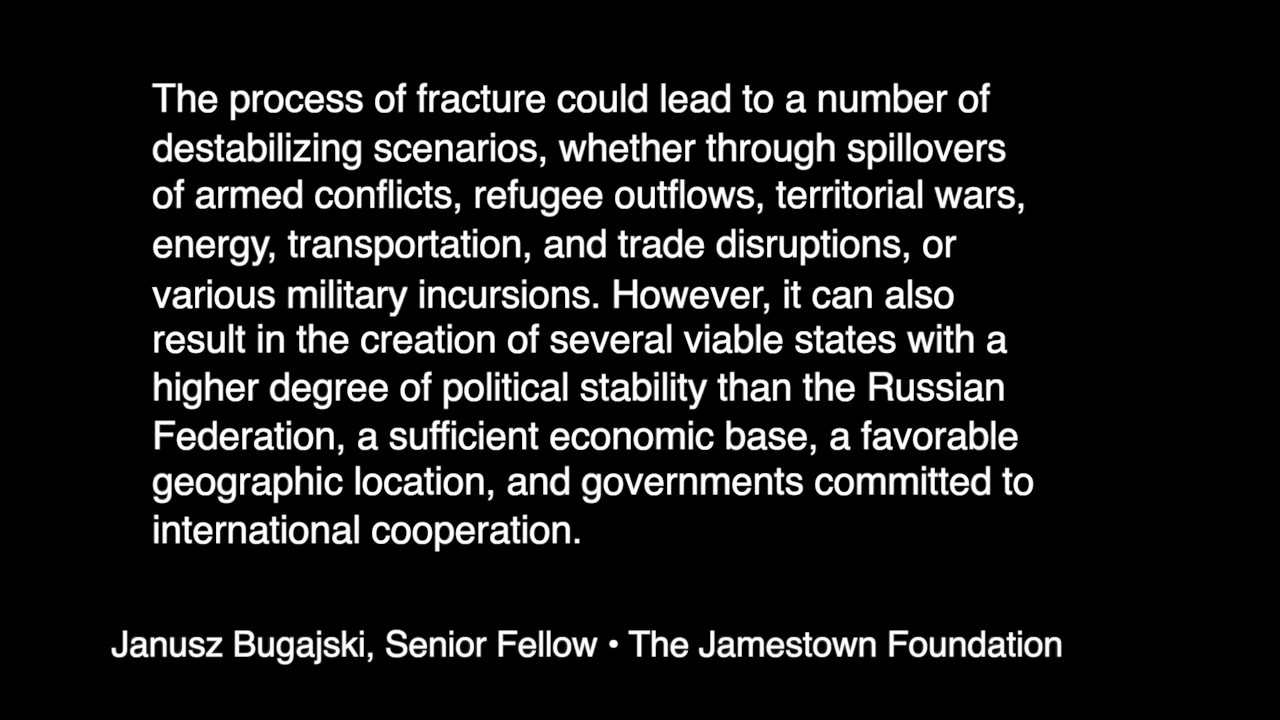 The process of fracture could lead to a number of
destabilizing scenarios, whether through spillovers
of armed conflicts, refugee outflows, territorial wars,
energy, transportation, and trade disruptions, or
various military incursions. However, it can also
result in the creation of several viable states with a
higher degree of political stability than the Russian
Federation, a sufficient economic base, a favorable
geographic location, and governments committed to
international cooperation.
Janusz Bugajski, Senior Fellow • The Jamestown Foundation